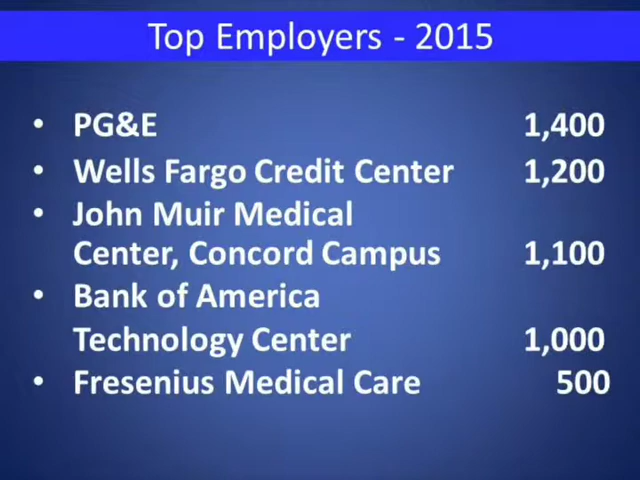 Top Employers - 2015
• PG&E 1,400
• Wells Fargo Credit Center 1,200
• John Muir Medical
Center, Concord Campus 1,100
• Bank of America
Technology Center 1,000
• Fresenius Medical Care 500